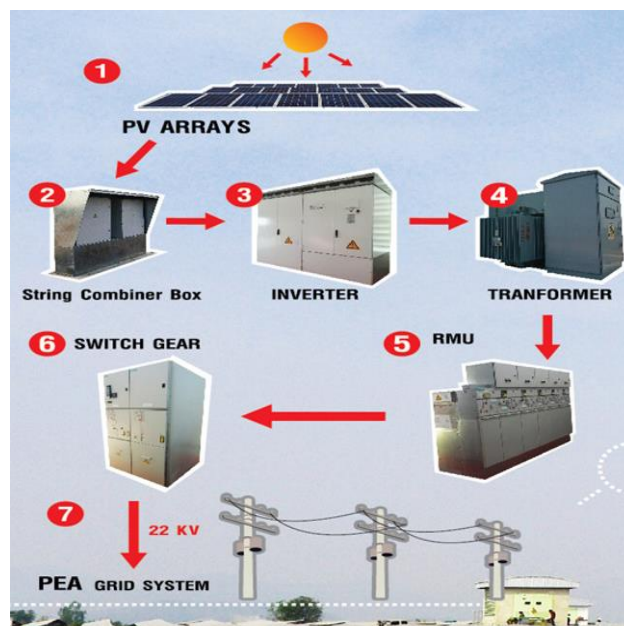 1
PV ARRAYS
2
String Combiner Box
3
INVERTER
4
TRANFORMER
5
RMU
6
SWITCH GEAR
7
22 KV
PEA GRID SYSTEM